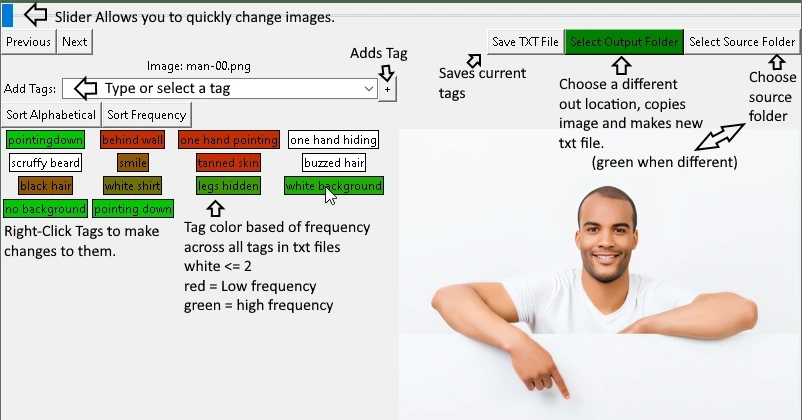 Slider Allows you to quickly change images.
Previous Next
Save TXT File Select Output Folder Select Source Folder
Image: man-00.png
Adds Tag
Add Tags: Type or select a tag +
Saves current
tags
Choose a different
out location, copies
image and makes new
txt file.
(green when different)
Choose
source
folder
Sort Alphabetical Sort Frequency
pointingdown behind wall one hand pointing one hand hiding
scruffy beard smile tanned skin buzzed hair
black hair white shirt legs hidden white background
no background pointing down
Right-Click Tags to make
changes to them.
Tag color based of frequency
across all tags in txt files
white <= 2
red = Low frequency
green = high frequency